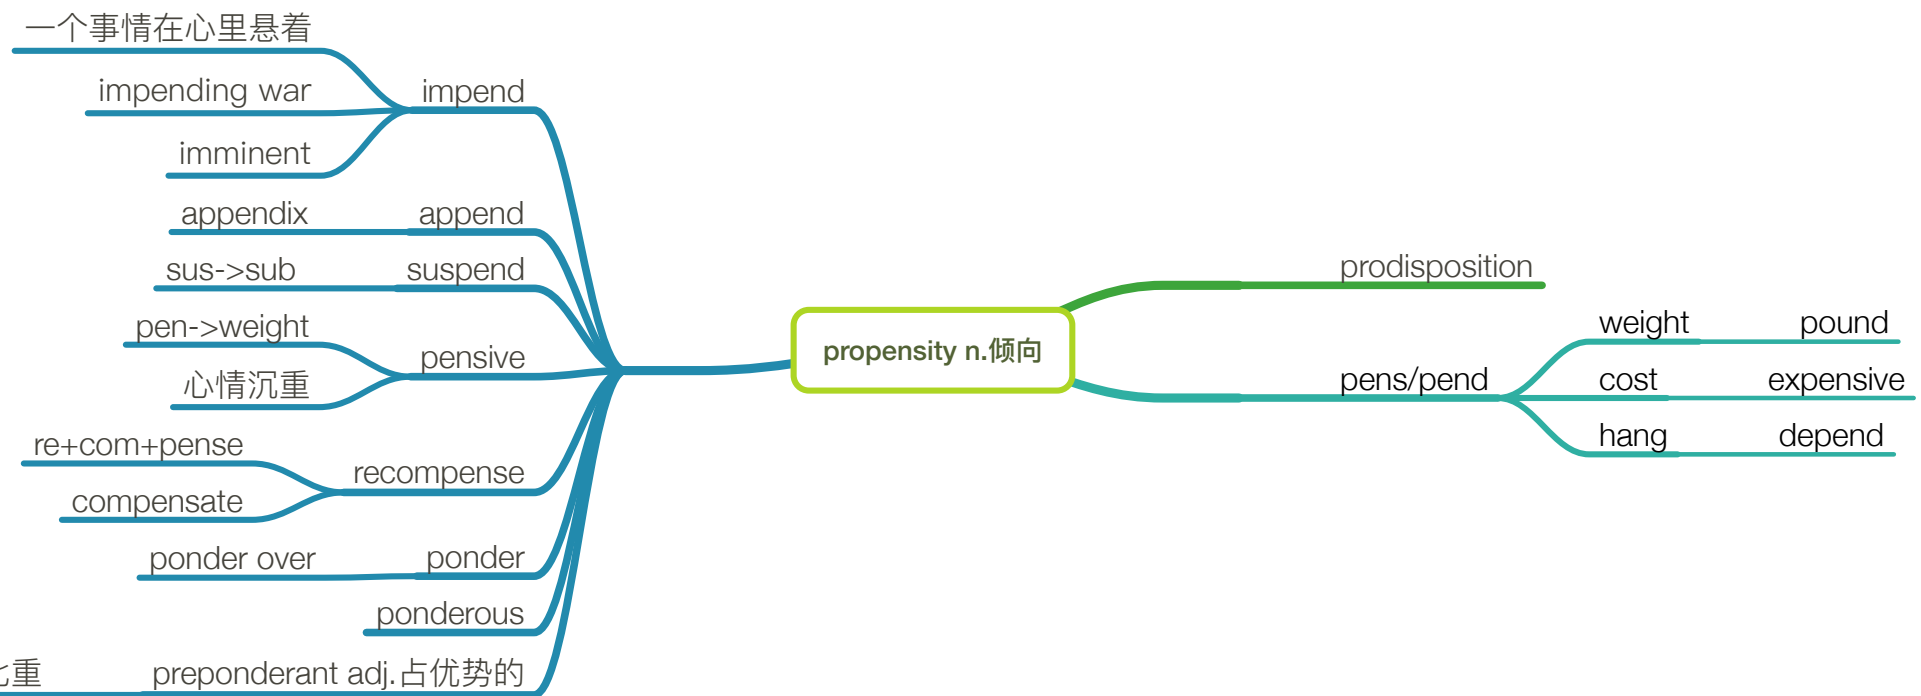 一个事情在心里悬着
impending war
imminent
impend
appendix
append
sus->sub
suspend
pen->weight
心情沉重
pensive
re+com+pense
compensate
recompense
ponder over
ponder
ponderous
重
preponderant adj.占优势的
propensity n.倾向
prodisposition
pens/pend
weight
pound
cost
expensive
hang
depend